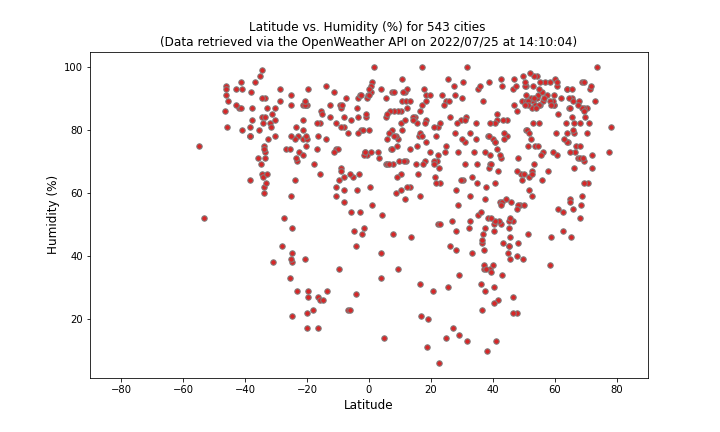 Latitude vs. Humidity (%) for 543 cities
(Data retrieved via the OpenWeather API on 2022/07/25 at 14:10:04)
100
80
60
40
20
Humidity (%)
−80 −60 −40 −20 0 20 40 60 80
Latitude